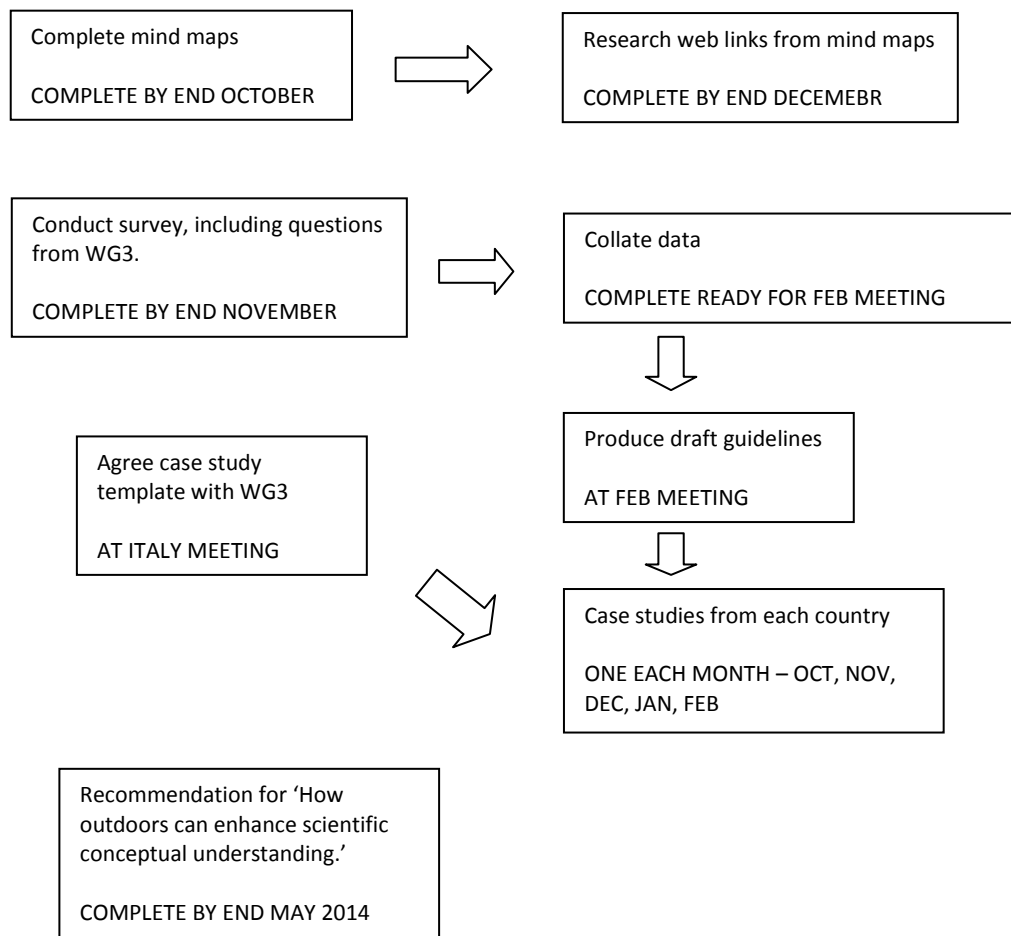 Complete mind maps
COMPLETE BY END OCTOBER
Research web links from mind maps
COMPLETE BY END DECEMEBR
Conduct survey, including questions
from WG3.
COMPLETE BY END NOVEMBER
Collate data
COMPLETE READY FOR FEB MEETING
Produce draft guidelines
AT FEB MEETING
Agree case study
template with WG3
AT ITALY MEETING
Case studies from each country
ONE EACH MONTH – OCT, NOV,
DEC, JAN, FEB
Recommendation for ‘How
outdoors can enhance scientific
conceptual understanding.’
COMPLETE BY END MAY 2014